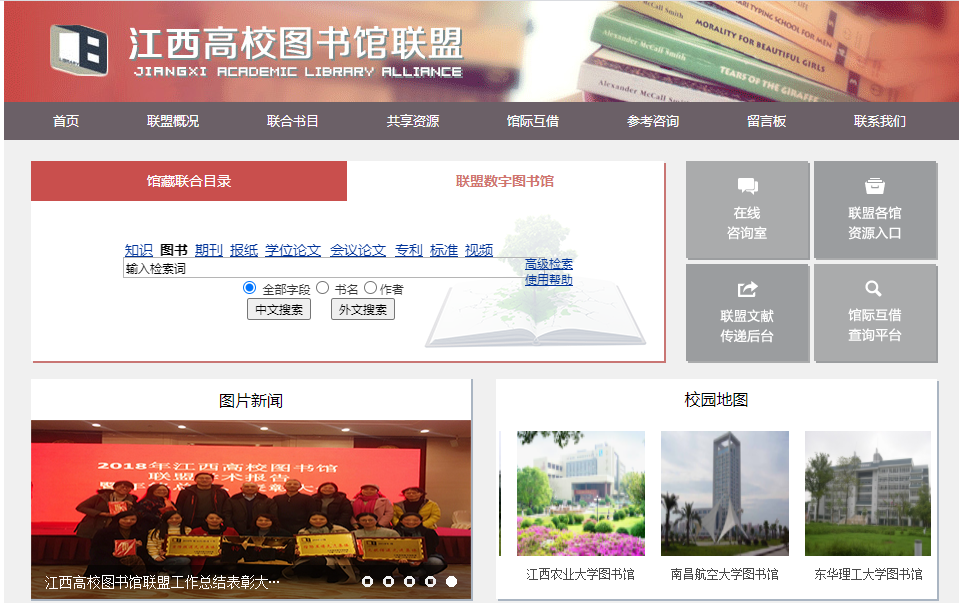 江西高校图书馆联盟
JIANGXI ACADEMIC LIBRARY ALLIANCE
LIBRARY
McCall Smith
MORALITY FOR BEAUTIFUL GIRLS
TYPING SCHOOL FOR MEN
Alexander McCall Smith
TEARS OF THE GIRAFFE
Alexander McCall Smith
首页 联盟概况 联合书目 共享资源 馆际互借 参考咨询 留言板 联系我们
馆藏联合目录 联盟数字图书馆
知识 图书 期刊 报纸 学位论文 会议论文 专利 标准 视频
输入检索词
高级检索
使用帮助
全部字段 书名 作者
中文搜索 外文搜索
在线
咨询室
联盟各馆
资源入口
联盟文献
传递后台
馆际互借
查询平台
图片新闻
2018年江西高校图书馆
联盟学术报告
江西高校图书馆联盟工作总结表彰大···
校园地图
江西农业大学图书馆 南昌航空大学图书馆 东华理工大学图书馆